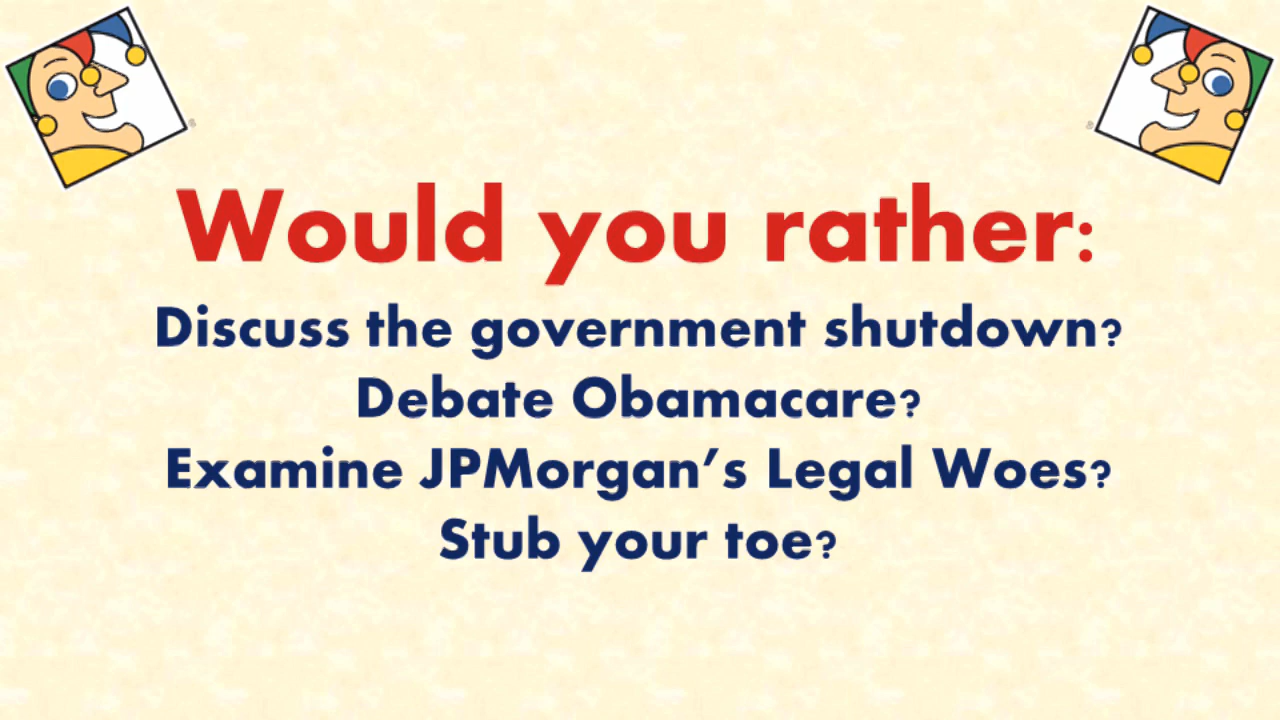 Would you rather:
Discuss the government shutdown?
Debate Obamacare?
Examine JPMorgan’s Legal Woes?
Stub your toe?